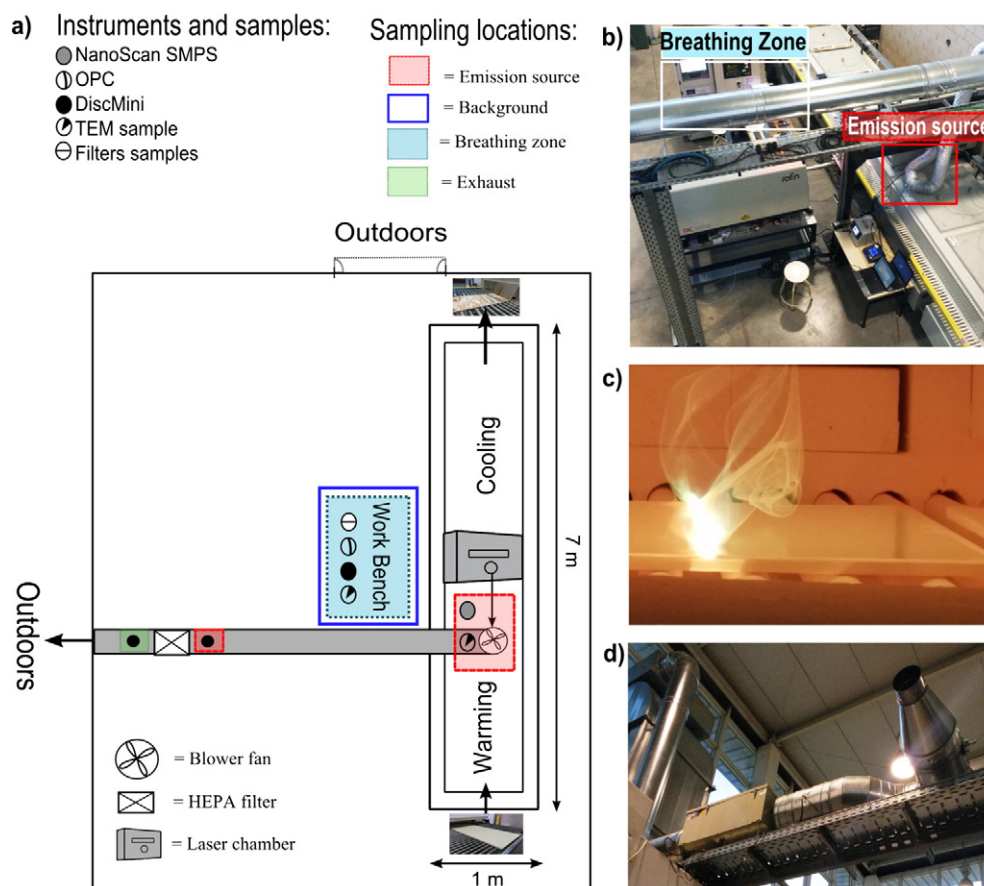 a)
Instruments and samples:
NanoScan SMPS
OPC
DiscMini
TEM sample
Filters samples
Sampling locations:
= Emission source
= Background
= Breathing zone
= Exhaust
Outdoors
Cooling
7 m
Work Bench
Outdoors
Warming
= Blower fan
= HEPA filter
= Laser chamber
1 m
b)
Breathing Zone
Emission source
rofin
c)
d)